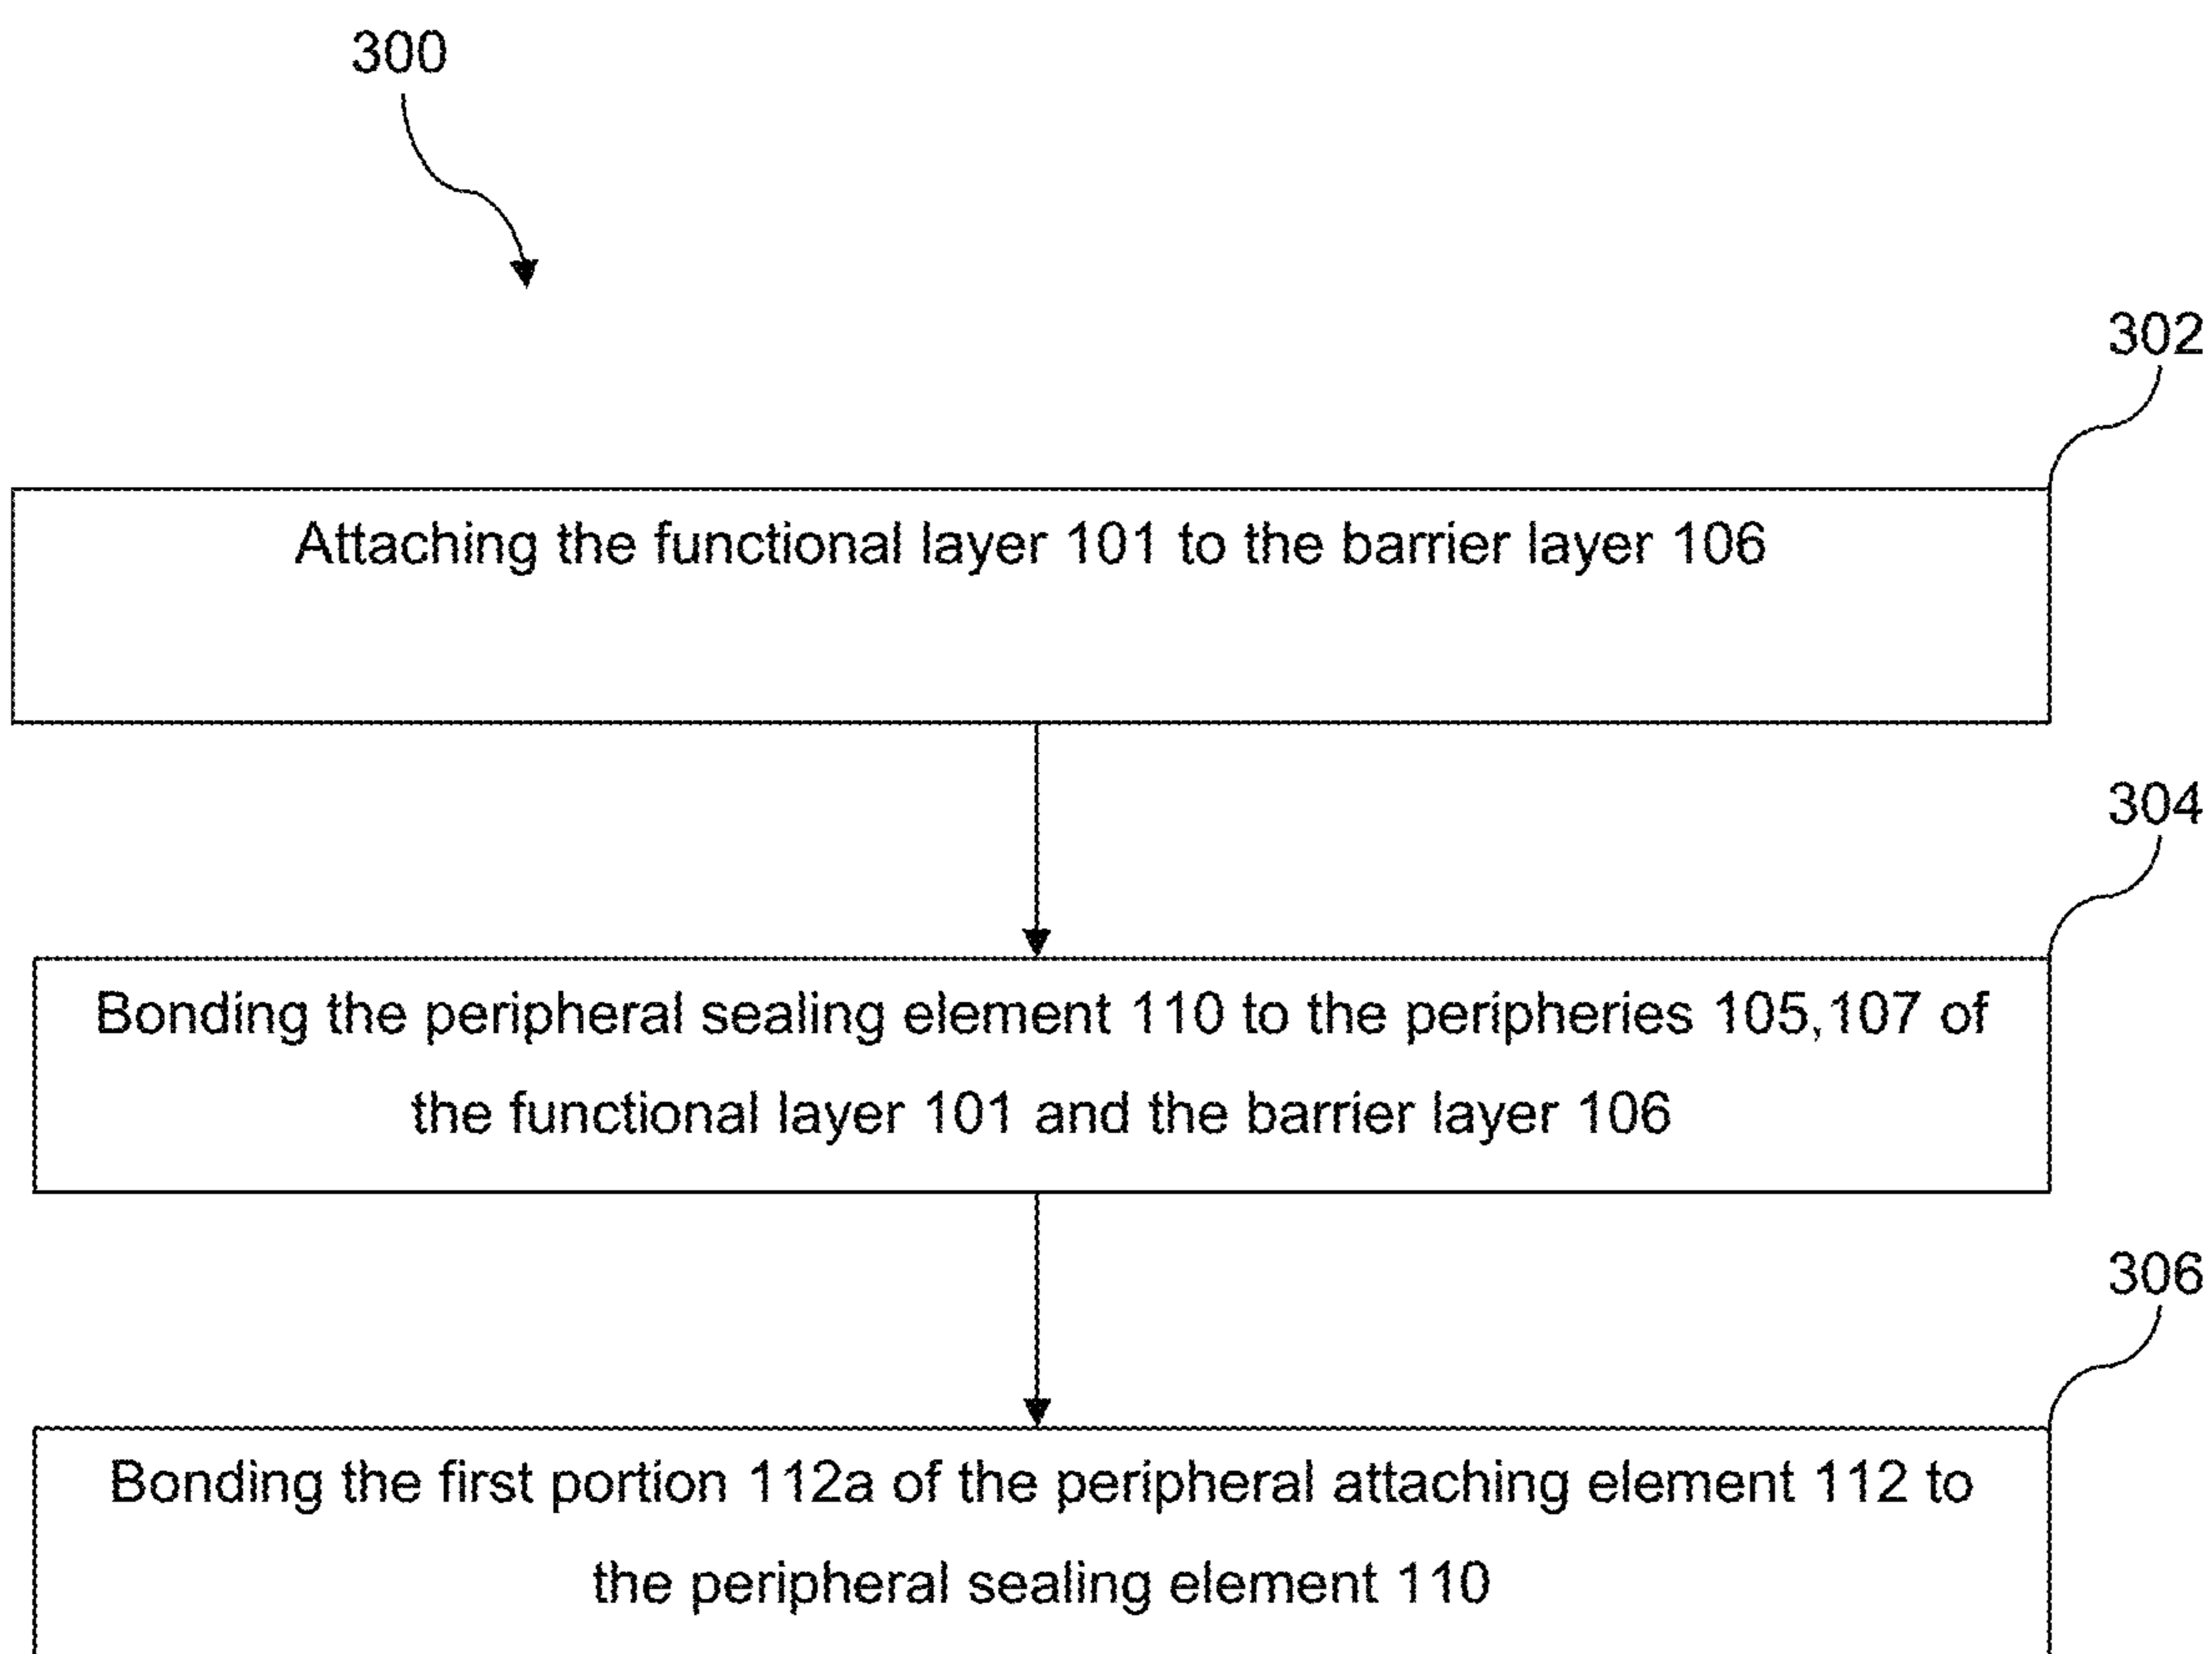 300
302
Attaching the functional layer 101 to the barrier layer 106
304
Bonding the peripheral sealing element 110 to the peripheries 105,107 of
the functional layer 101 and the barrier layer 106
306
Bonding the first portion 112a of the peripheral attaching element 112 to
the peripheral sealing element 110